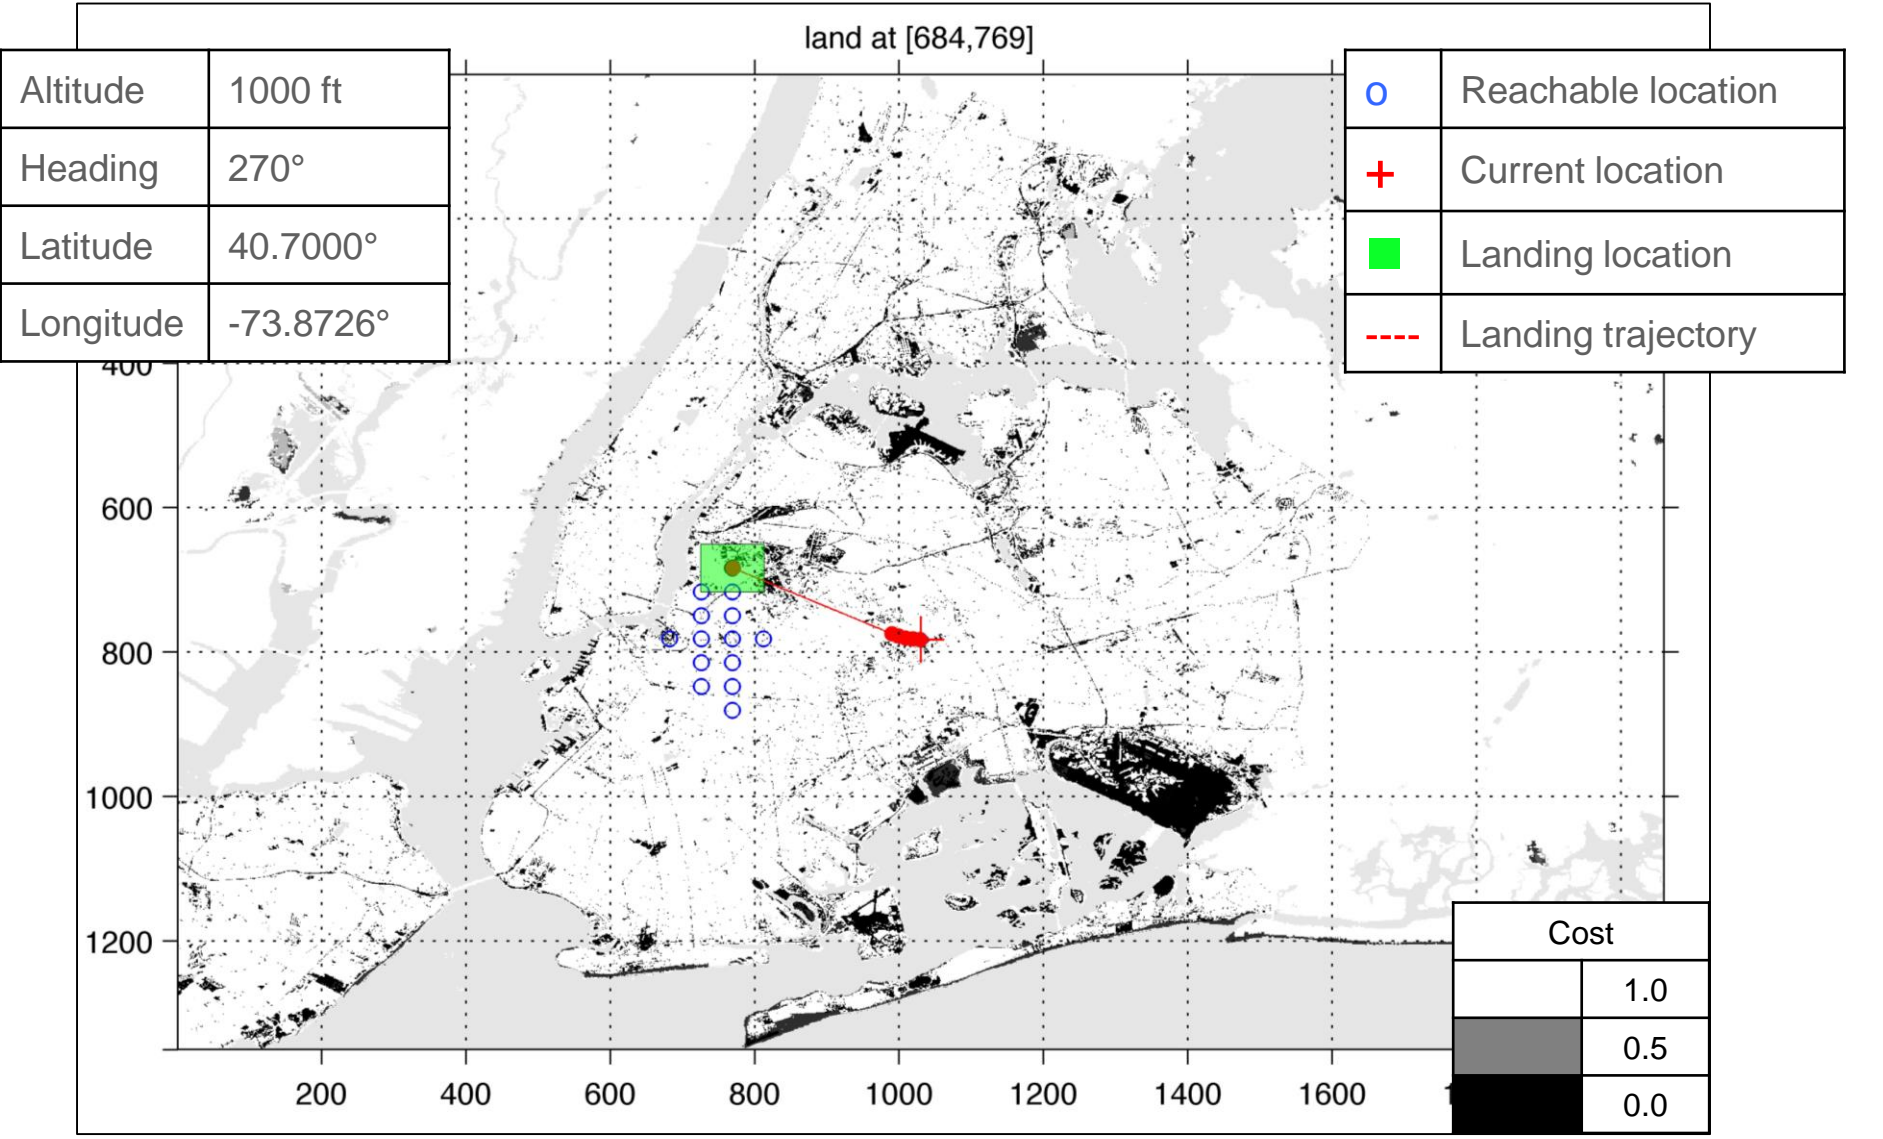 land at [684,769]
Altitude 1000 ft
Heading 270°
Latitude 40.7000°
Longitude -73.8726°
o Reachable location
+ Current location
Landing location
---- Landing trajectory
400
600
800
1000
1200
200 400 600 800 1000 1200 1400 1600
Cost
1.0
0.5
0.0